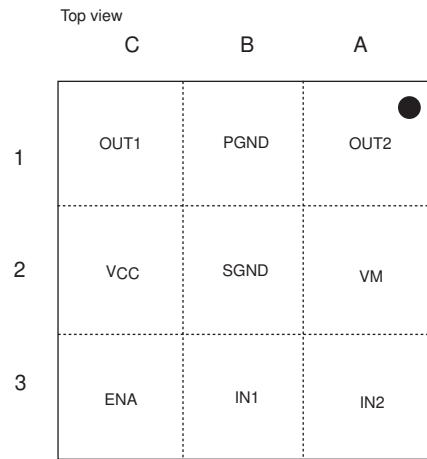 Top view
C B A
1 OUT1 PGND OUT2
2 VCC SGND VM
3 ENA IN1 IN2